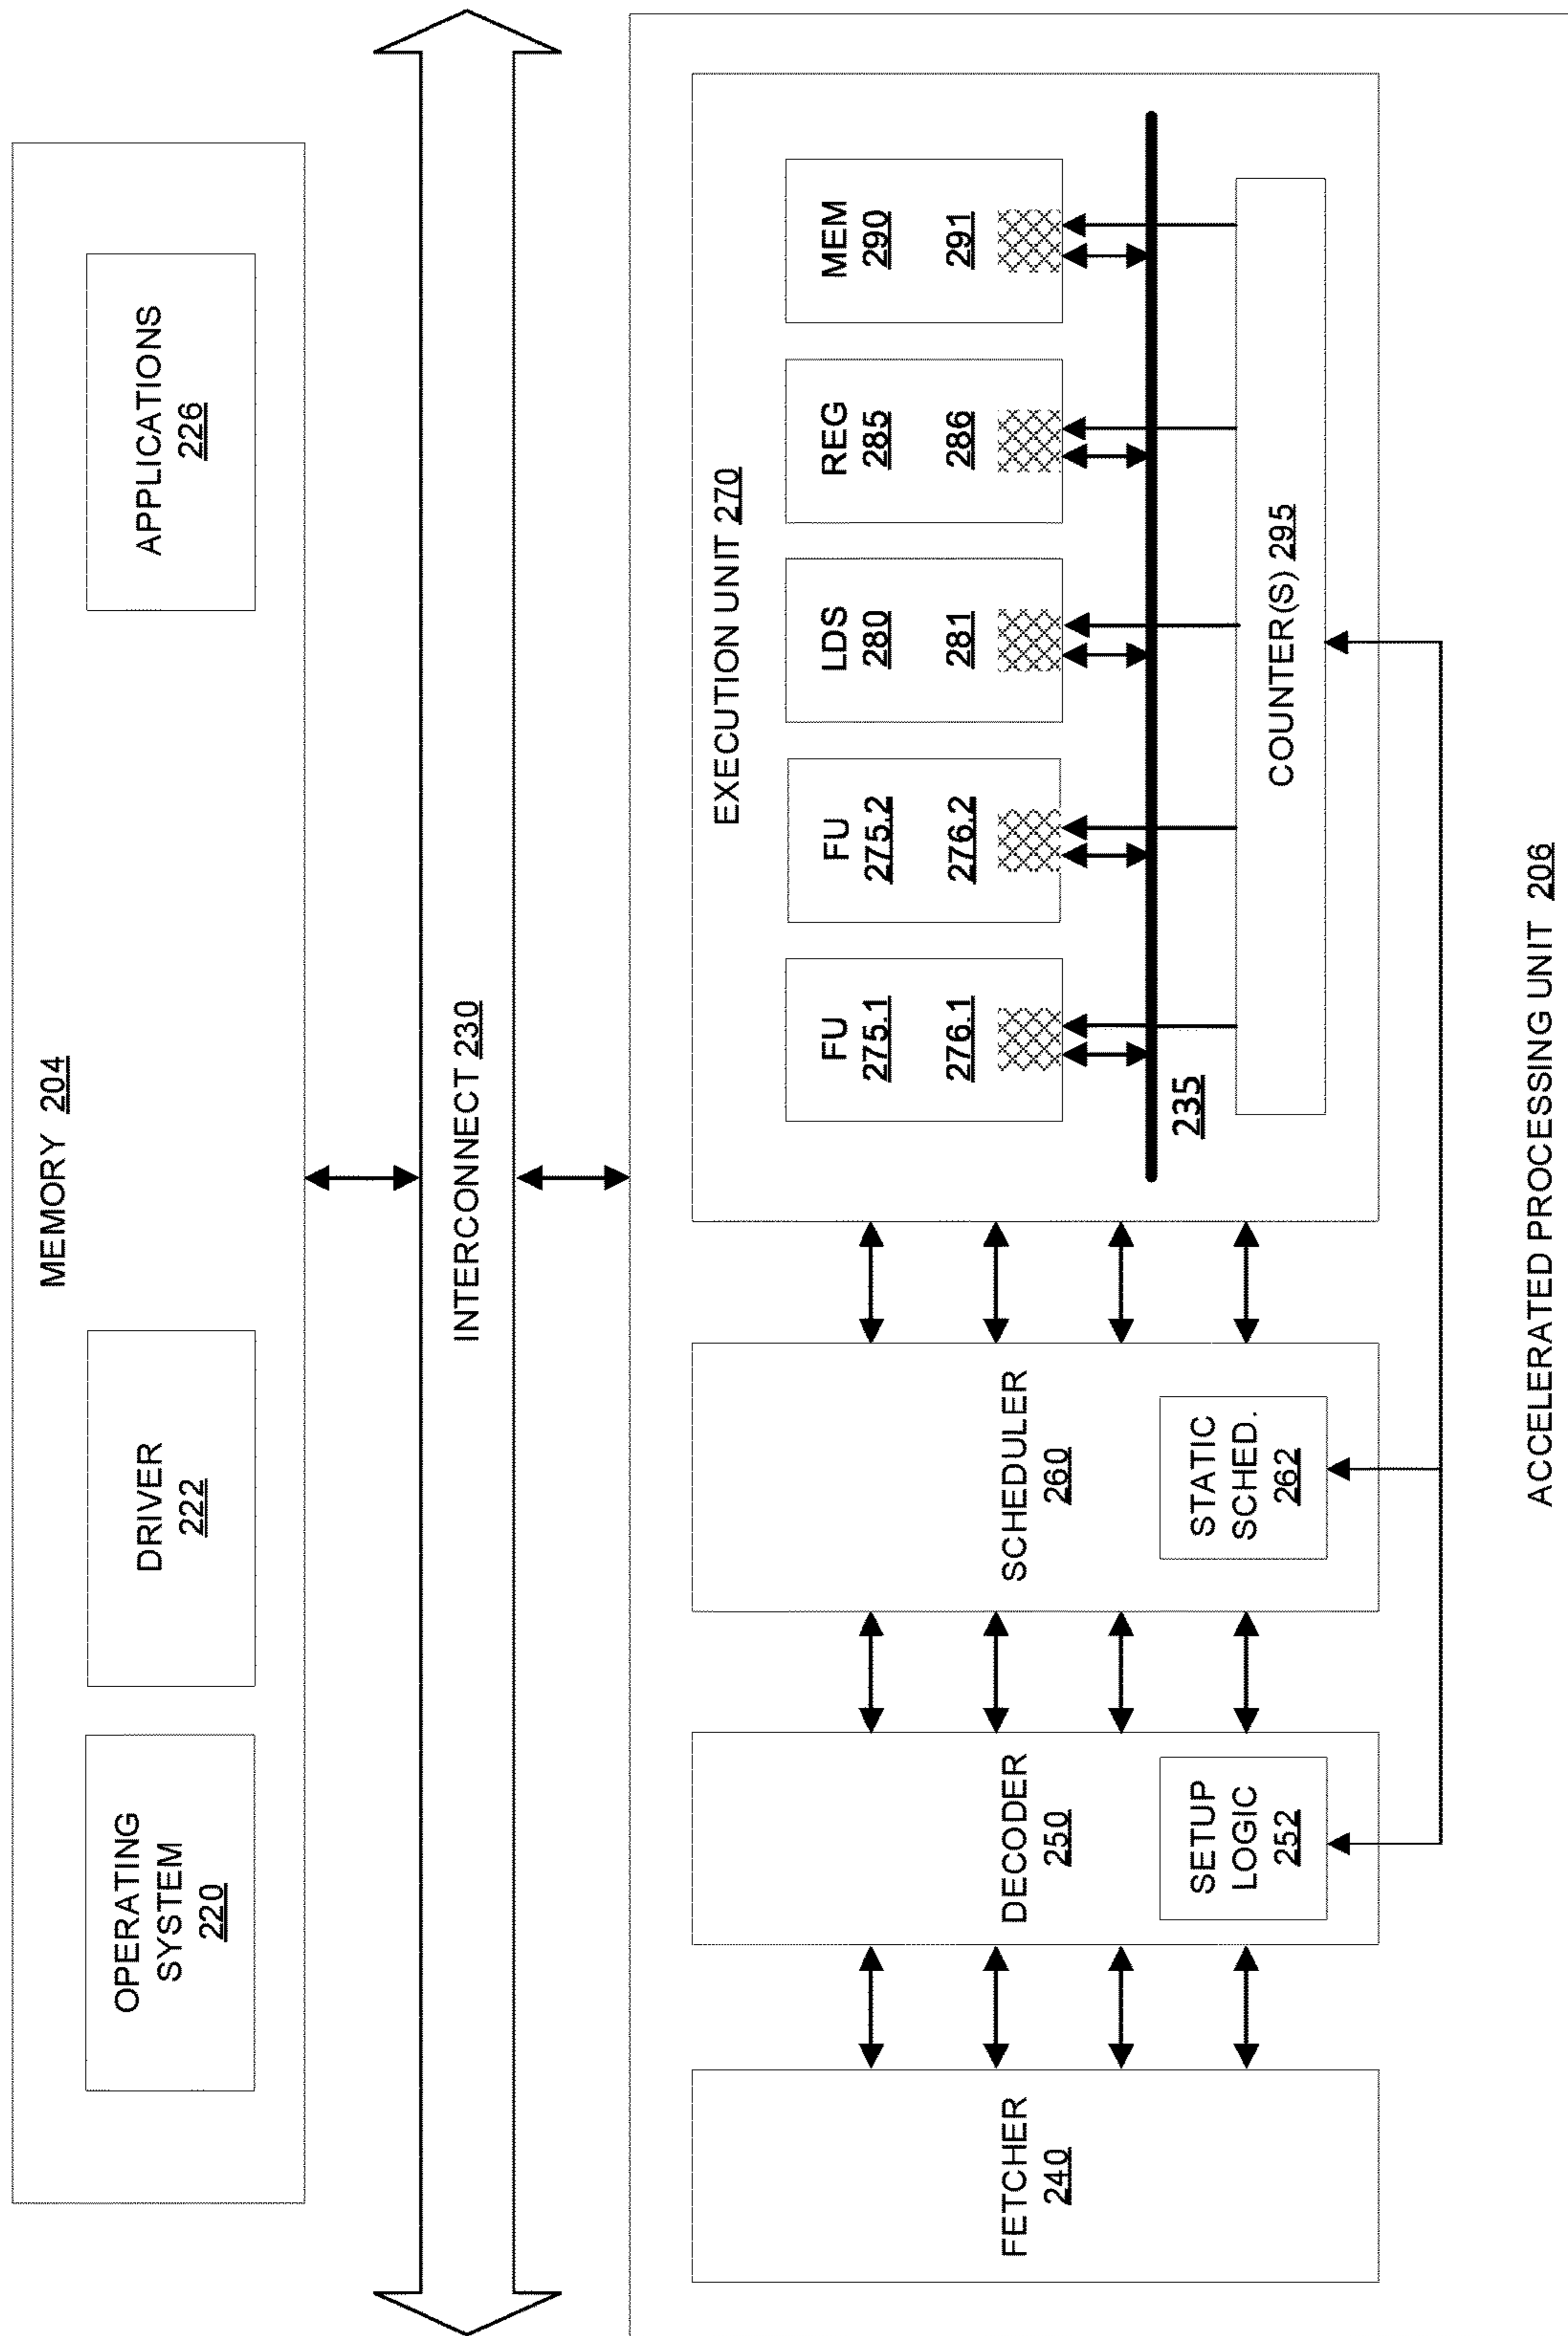 MEMORY 204
OPERATING
SYSTEM
220
DRIVER
222
APPLICATIONS
226
INTERCONNECT 230
FETCHER
240
DECODER
250
SETUP
LOGIC
252
SCHEDULER
260
STATIC
SCHED.
262
EXECUTION UNIT 270
FU
275.1
276.1
FU
275.2
276.2
LDS
280
281
REG
285
286
MEM
290
291
235
COUNTER(S) 295
ACCELERATED PROCESSING UNIT 206